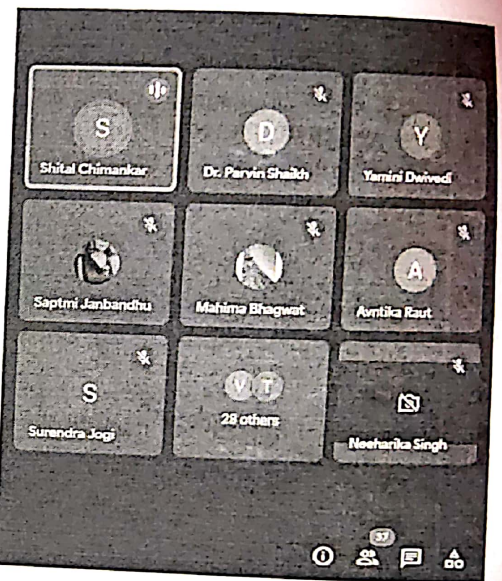 S
Shital Chimankar
D
Dr. Parvin Shaikh
Y
Yamini Dwivedi
Saptmi Janbandhu
Mahima Bhagwat
A
Avntika Raut
S
Surendra Jogi
V T
28 others
Neeharika Singh
37